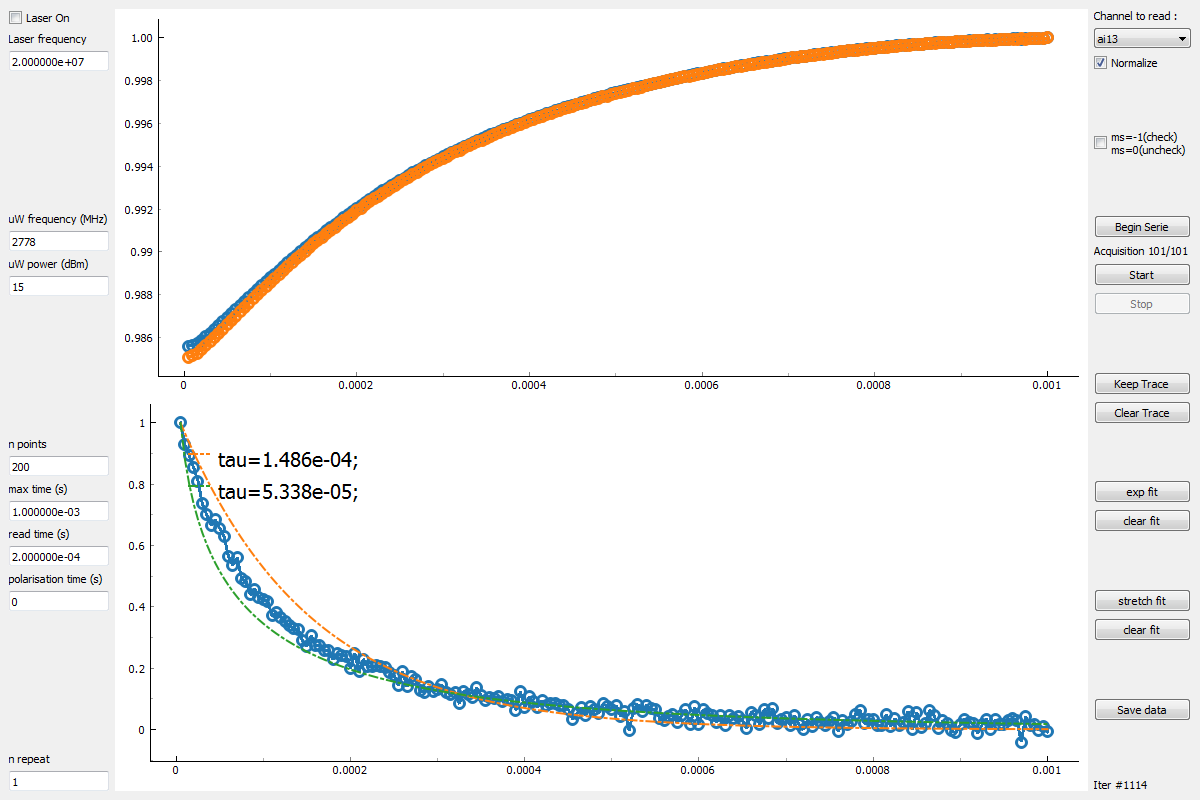 Laser On
Laser frequency
2.000000e+07
uW frequency (MHz)
2778
uW power (dBm)
15
n points
200
max time (s)
1.000000e-03
read time (s)
2.000000e-04
polarisation time (s)
0
n repeat
1
1.00
0.998
0.996
0.994
0.992
0.99
0.988
0.986
0
0.0002
0.0004
0.0006
0.0008
0.001
tau=1.486e-04;
tau=5.338e-05;
1
0.8
0.6
0.4
0.2
0
0
0.0002
0.0004
0.0006
0.0008
0.001
Channel to read :
ai13
Normalize
ms=-1(check)
ms=0(uncheck)
Begin Serie
Acquisition 101/101
Start
Stop
Keep Trace
Clear Trace
exp fit
clear fit
stretch fit
clear fit
Save data
Iter #1114